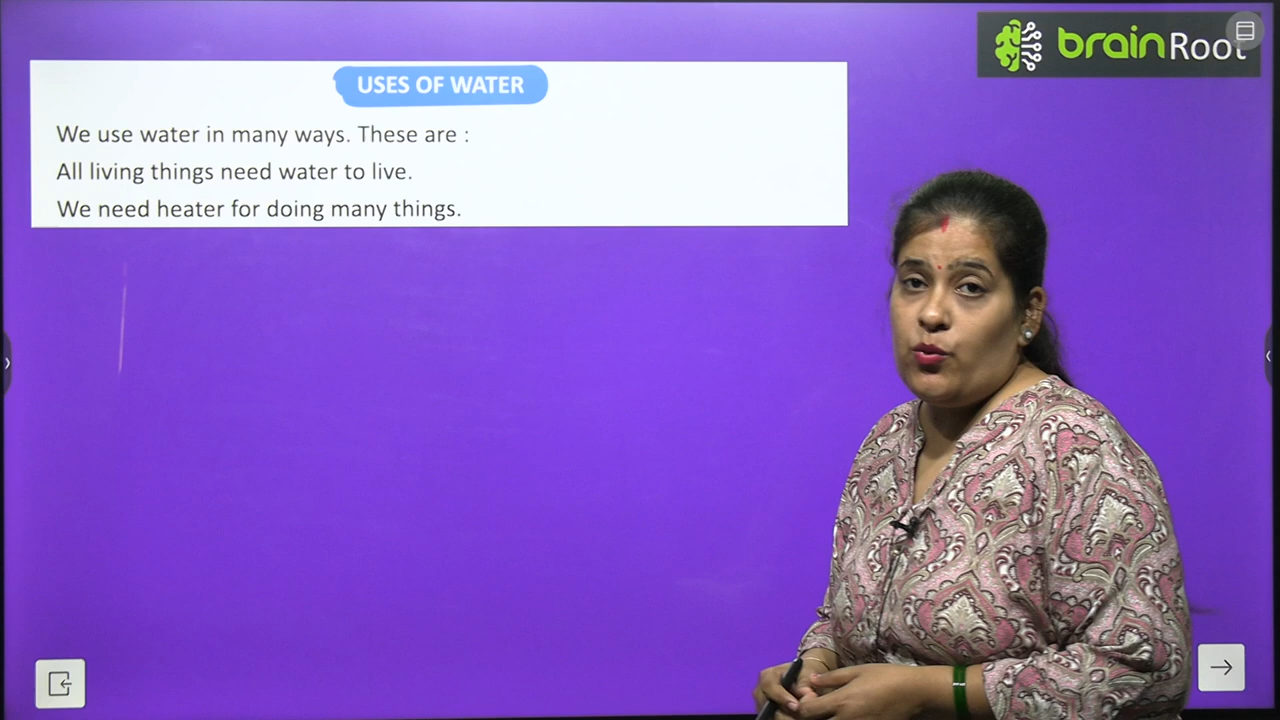 brainRoot
USES OF WATER
We use water in many ways. These are :
All living things need water to live.
We need heater for doing many things.